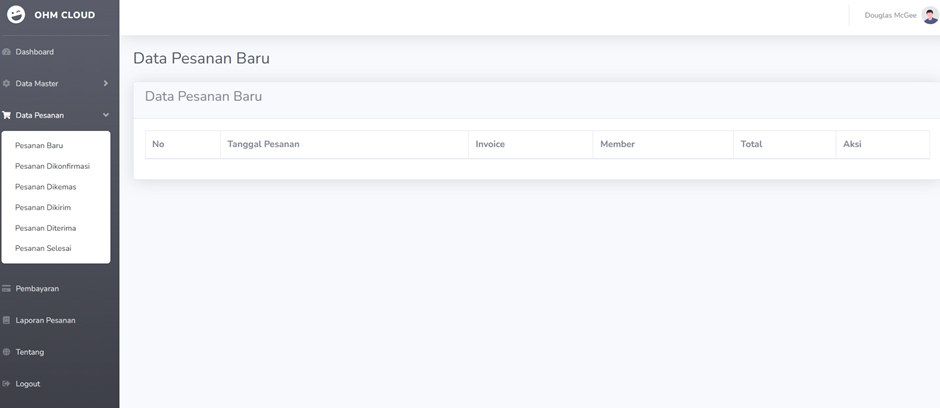 OHM CLOUD
Douglas McGee
Dashboard
Data Master
Data Pesanan
Pesanan Baru
Pesanan Dikonfirmasi
Pesanan Dikemas
Pesanan Dikirim
Pesanan Diterima
Pesanan Selesai
Pembayaran
Laporan Pesanan
Tentang
Logout
Data Pesanan Baru
Data Pesanan Baru
No Tanggal Pesanan Invoice Member Total Aksi